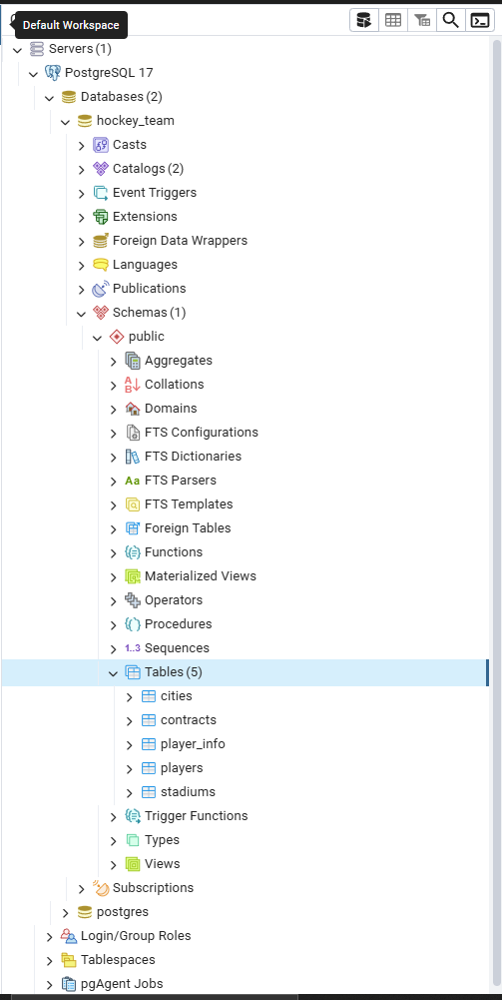 Default Workspace
Servers (1)
PostgreSQL 17
Databases (2)
hockey_team
Casts
Catalogs (2)
Event Triggers
Extensions
Foreign Data Wrappers
Languages
Publications
Schemas (1)
public
Aggregates
Collations
Domains
FTS Configurations
FTS Dictionaries
Aa FTS Parsers
FTS Templates
Foreign Tables
Functions
Materialized Views
Operators
Procedures
1..3 Sequences
Tables (5)
cities
contracts
player_info
players
stadiums
Trigger Functions
Types
Views
Subscriptions
postgres
Login/Group Roles
Tablespaces
pgAgent Jobs